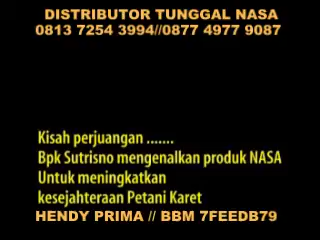 DISTRIBUTOR TUNGGAL NASA
0813 7254 3994//0877 4977 9087
Kisah perjuangan .......
Bpk Sutrisno mengenalkan produk NASA
Untuk meningkatkan
kesejahteraan Petani Karet
HENDY PRIMA // BBM 7FEEDB79